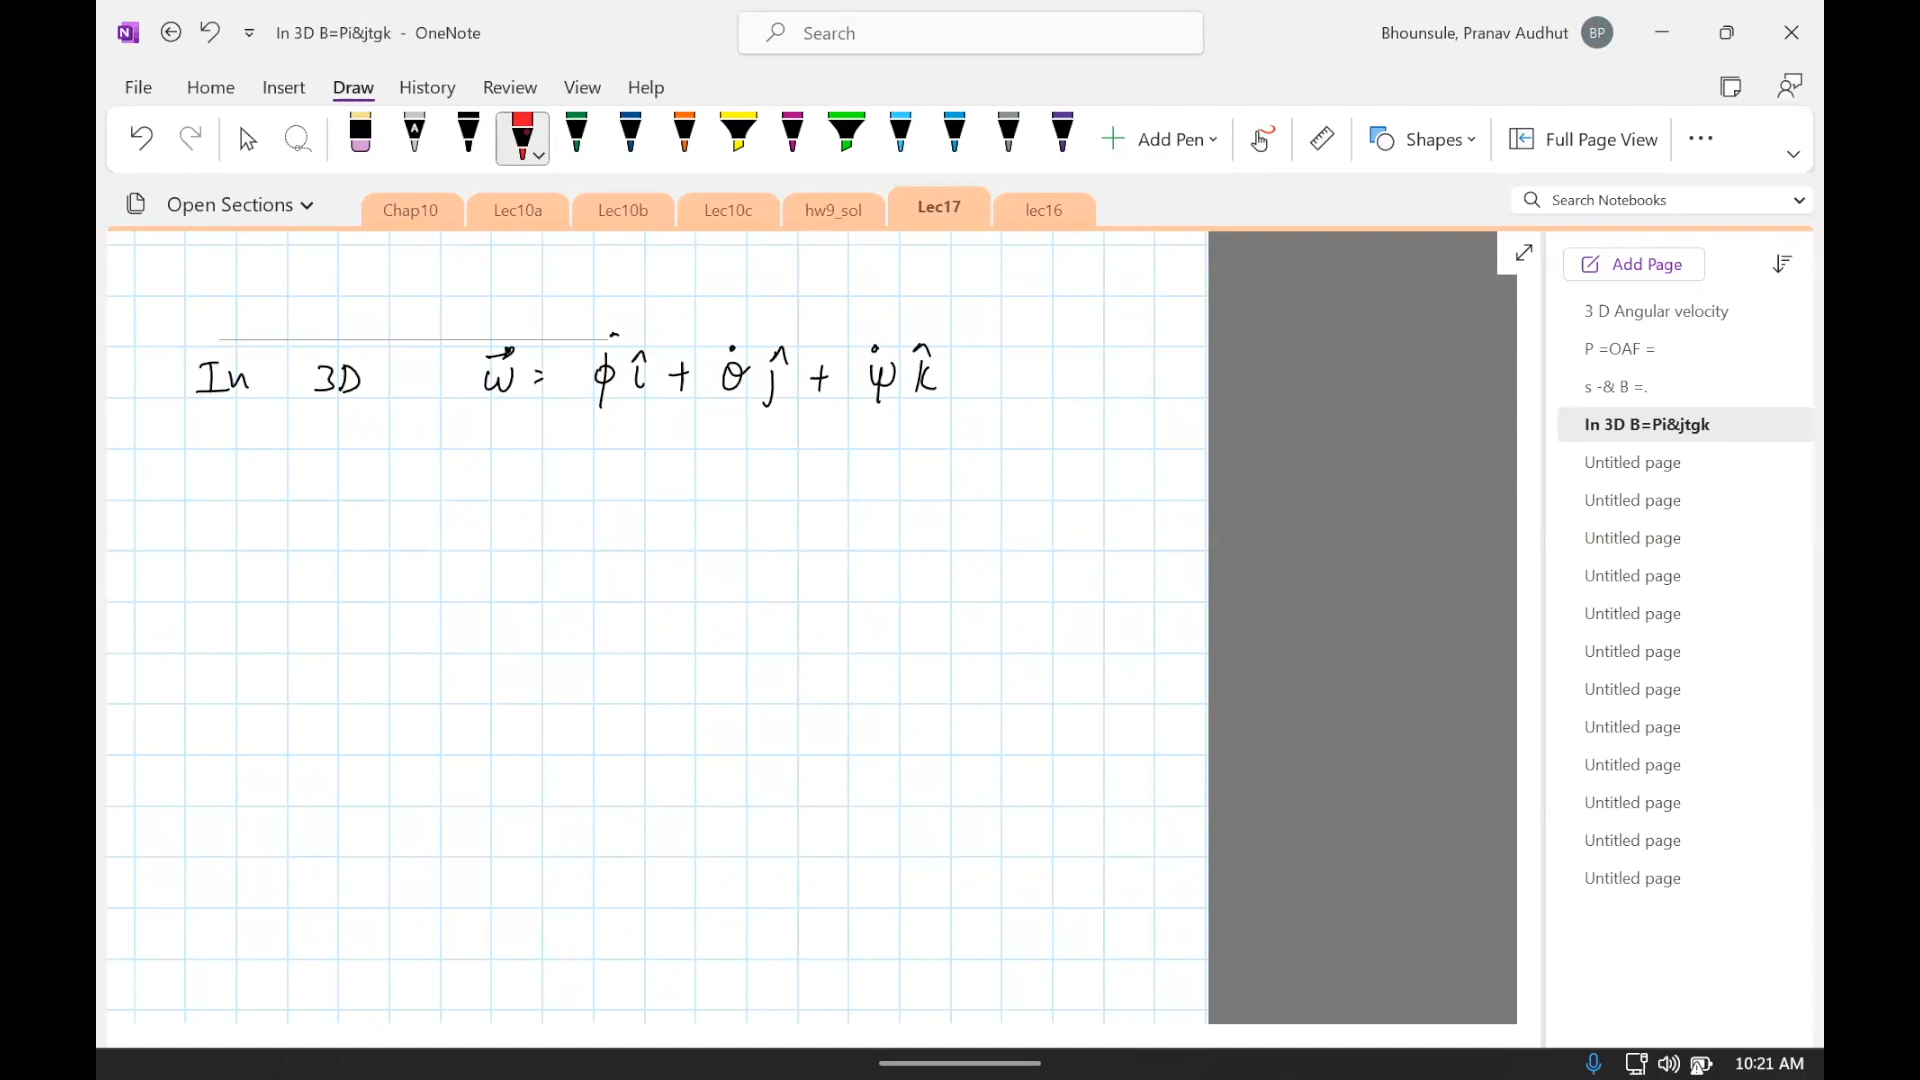 In 3D B=Pi&jtgk - OneNote
Search
Bhounsule, Pranav Audhut
BP
File Home Insert Draw History Review View Help
A
Add Pen
Shapes
Full Page View
Open Sections
Chap10
Lec10a
Lec10b
Lec10c
hw9_sol
Lec17
lec16
Search Notebooks
In 3D ω⃗ = φ̇ î + θ̇ ĵ + ψ̇ k̂
Add Page
3 D Angular velocity
P =OAF =
s -& B =.
In 3D B=Pi&jtgk
Untitled page
Untitled page
Untitled page
Untitled page
Untitled page
Untitled page
Untitled page
Untitled page
Untitled page
Untitled page
Untitled page
Untitled page
10:21 AM